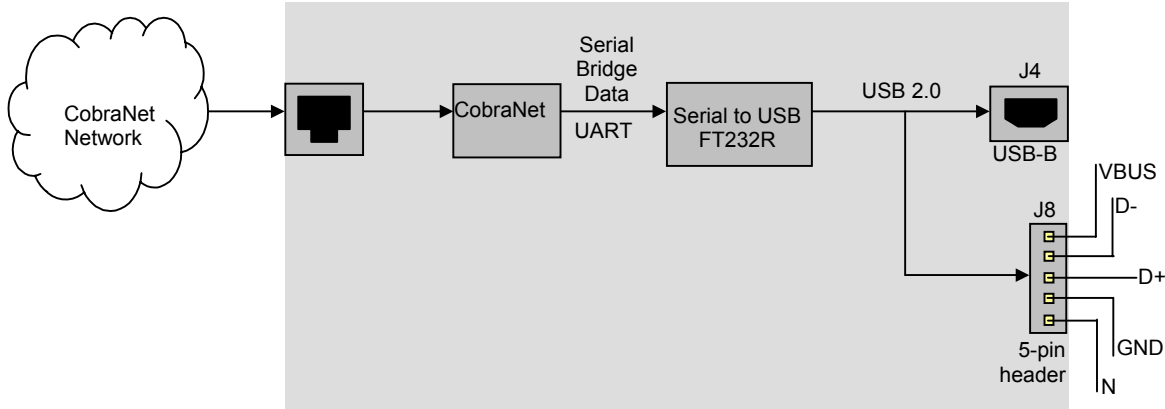 CobraNet
Network
CobraNet
Serial
Bridge
Data
UART
Serial to USB
FT232R
USB 2.0
J4
USB-B
J8
VBUS
D-
D+
GND
N
5-pin
header